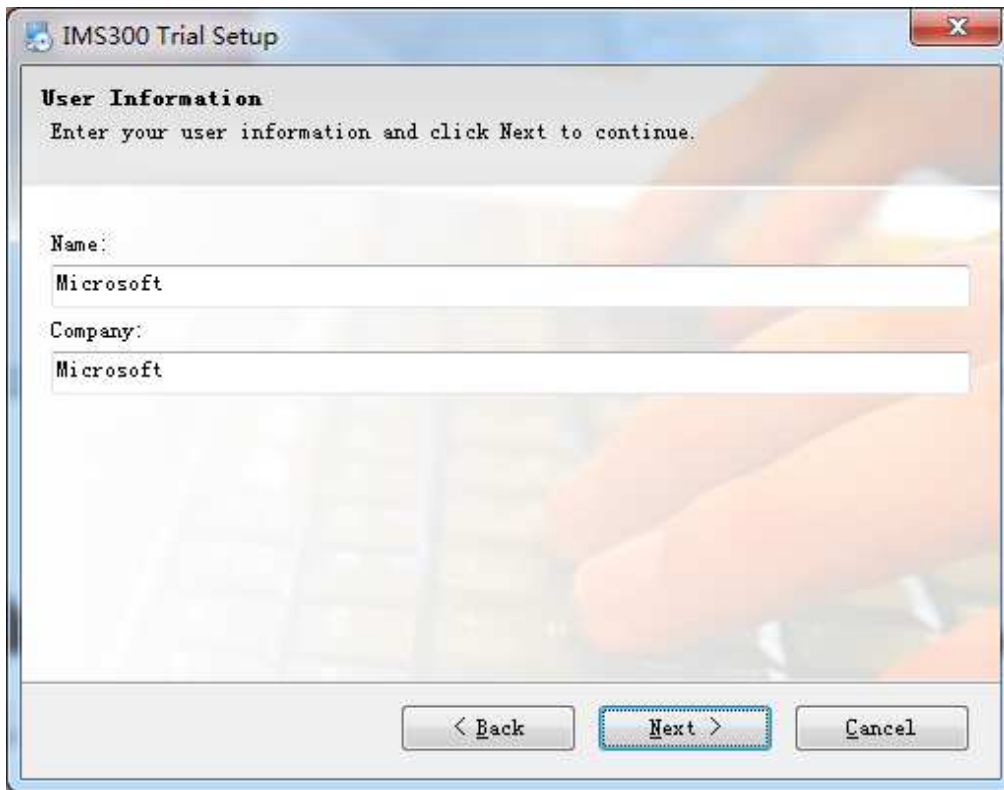 IMS300 Trial Setup
User Information
Enter your user information and click Next to continue.
Name:
Microsoft
Company:
Microsoft
< Back
Next >
Cancel